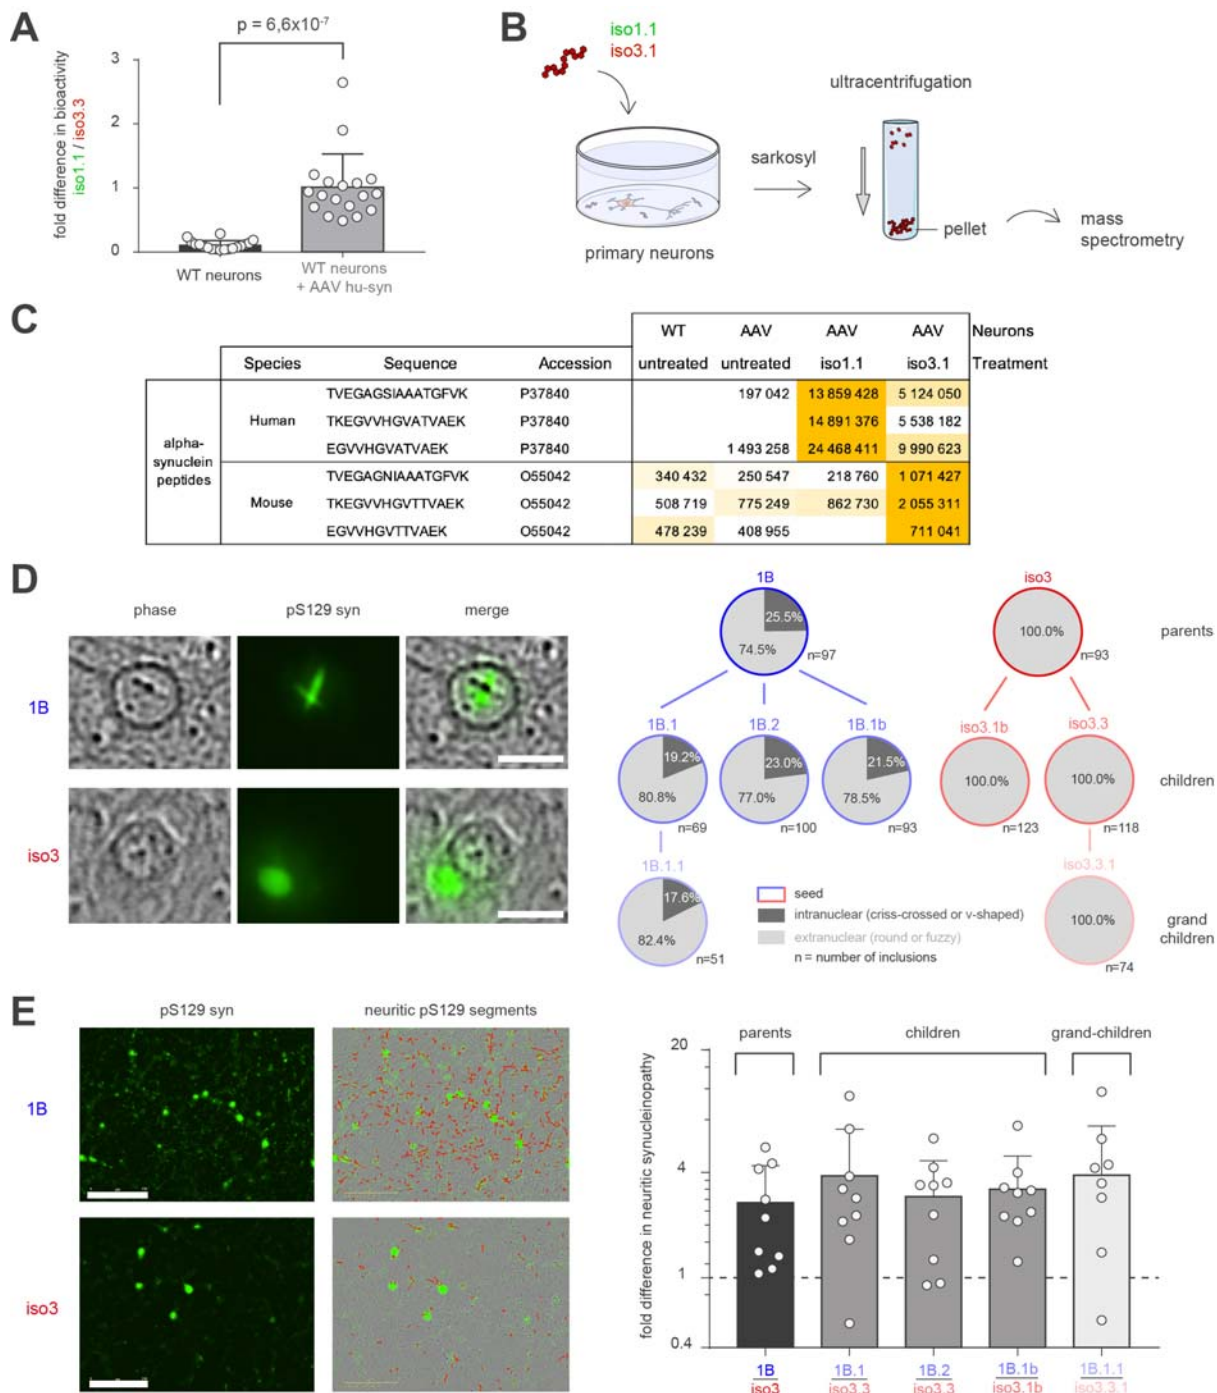 A
p = 6,6x10-7
fold difference in bioactivity
iso1.1 / iso3.3
3
2
1
0
WT neurons
WT neurons
+ AAV hu-syn
B
iso1.1
iso3.1
primary neurons
sarkosyl
ultracentrifugation
pellet
mass
spectrometry
C
WT AAV AAV AAV Neurons
Species Sequence Accession untreated untreated iso1.1 iso3.1 Treatment
alpha-
synuclein
peptides
Human
TVEGAGSIAAATGFVK P37840 197 042 13 859 428 5 124 050
TKEGVVHGVATVAEK P37840 14 891 376 5 538 182
EGVVHGVATVAEK P37840 1 493 258 24 468 411 9 990 623
Mouse
TVEGAGNIAAATGFVK O55042 340 432 250 547 218 760 1 071 427
TKEGVVHGVTTVAEK O55042 508 719 775 249 862 730 2 055 311
EGVVHGVTTVAEK O55042 478 239 408 955 711 041
D
phase pS129 syn merge
1B
iso3
1B
25.5%
74.5%
n=97
iso3
100.0%
n=93
parents
1B.1
19.2%
80.8%
n=69
1B.2
23.0%
77.0%
n=100
1B.1b
21.5%
78.5%
n=93
iso3.1b
100.0%
n=123
iso3.3
100.0%
n=118
children
1B.1.1
17.6%
82.4%
n=51
seed
intranuclear (criss-crossed or v-shaped)
extranuclear (round or fuzzy)
n = number of inclusions
iso3.3.1
100.0%
n=74
grand
children
E
pS129 syn neuritic pS129 segments
1B
iso3
parents children grand-children
fold difference in neuritic synucleinopathy
20
4
1
0.4
1B
iso3
1B.1
iso3.3
1B.2
iso3.3
1B.1b
iso3.1b
1B.1.1
iso3.3.1